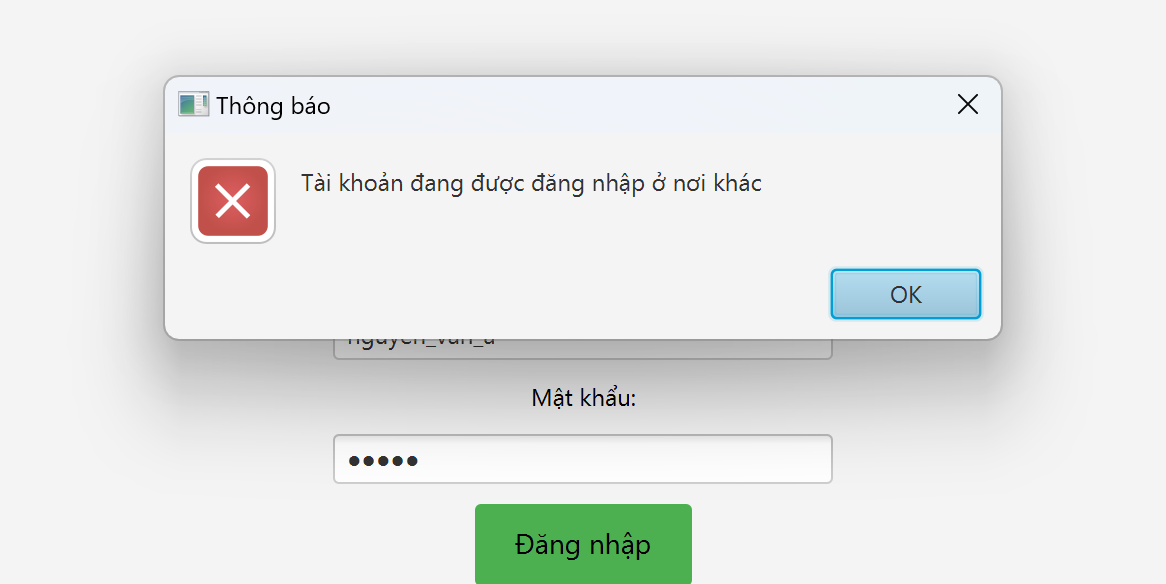 Thông báo
Tài khoản đang được đăng nhập ở nơi khác
OK
Mật khẩu:
•••••
Đăng nhập